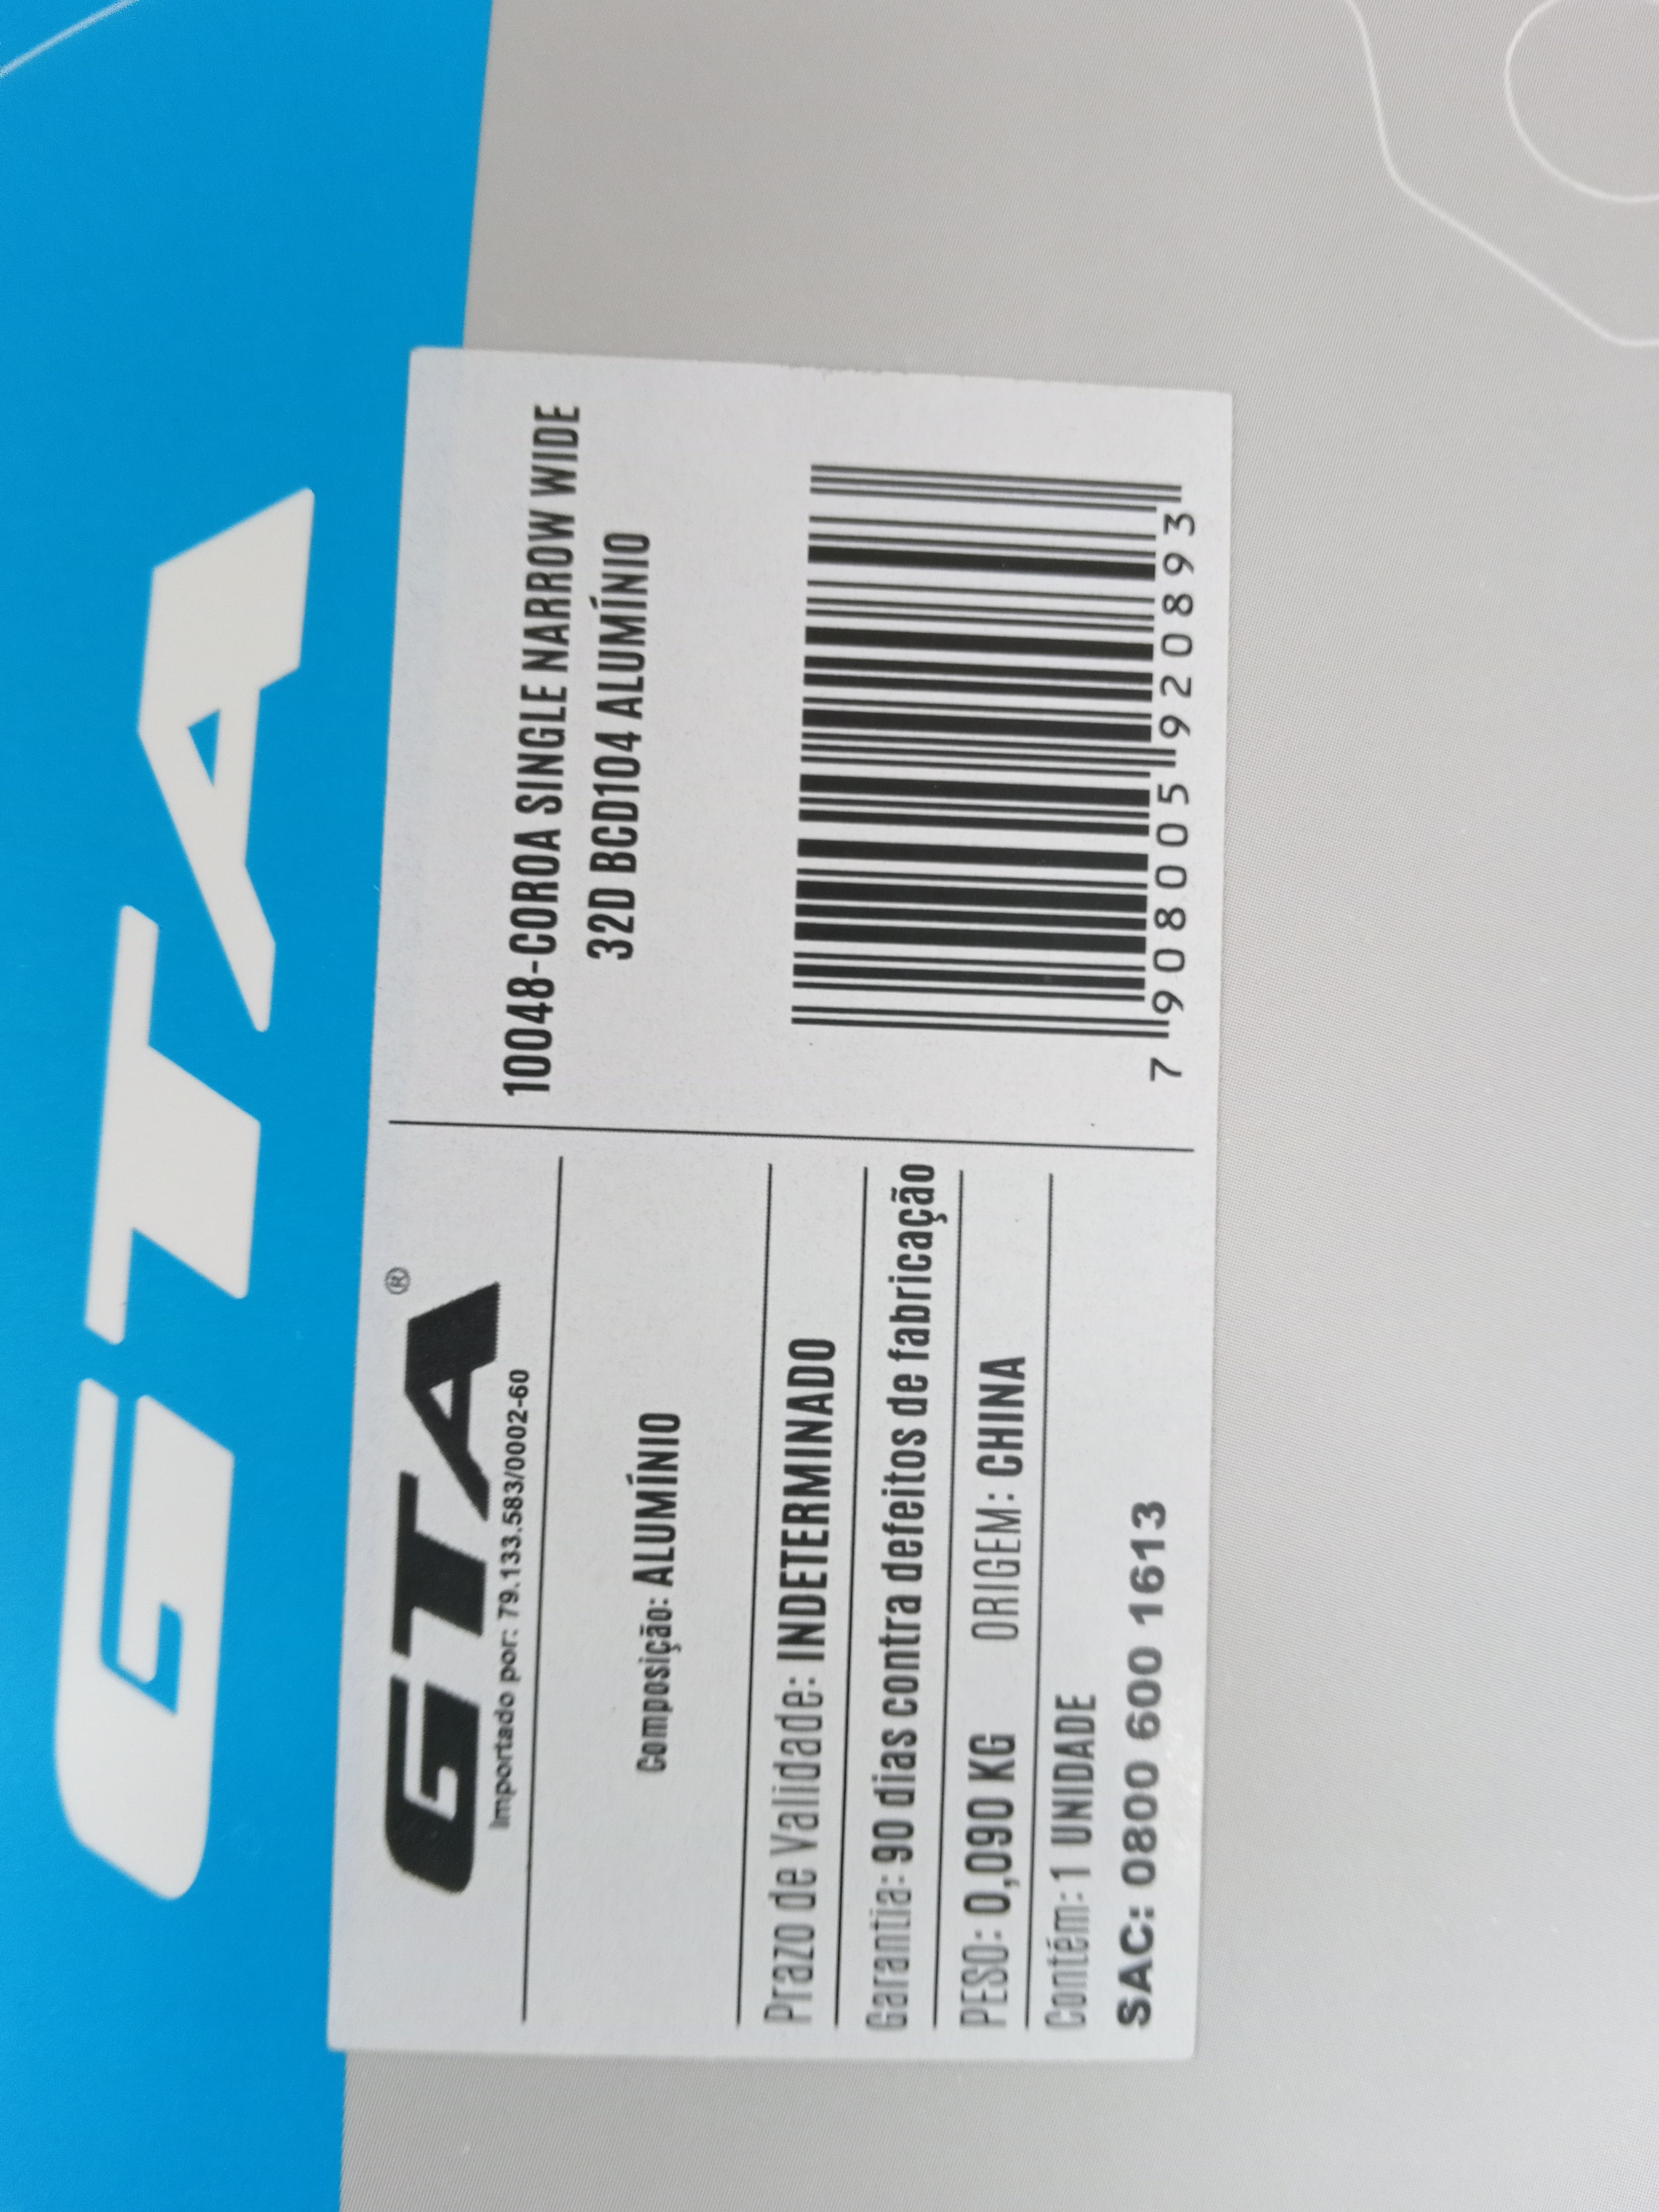 GTA
GTA®
Importado por: 79.133.583/0002-60
Composição: ALUMÍNIO
Prazo de Validade: INDETERMINADO
Garantia: 90 dias contra defeitos de fabricação
PESO: 0,090 KG ORIGEM: CHINA
Contém: 1 UNIDADE
SAC: 0800 600 1613
10048-COROA SINGLE NARROW WIDE
32D BCD104 ALUMÍNIO
7 908005 920893